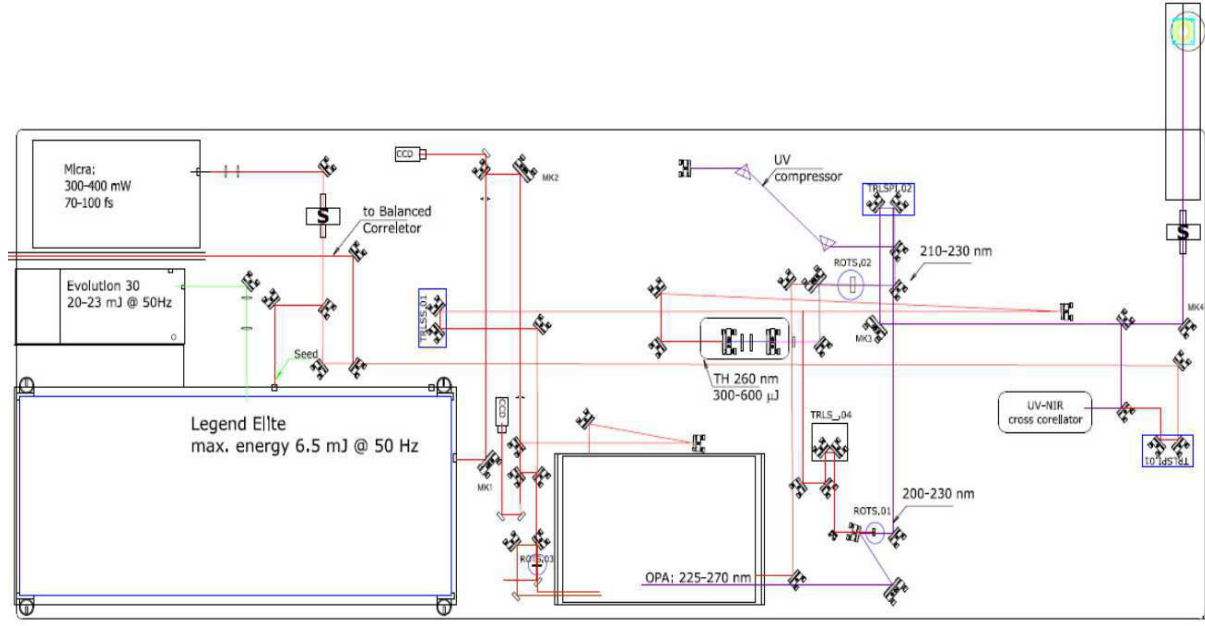 Micra:
300-400 mW
70-100 fs
S
to Balanced
Correletor
Evolution 30
20-23 mJ @ 50Hz
Seed
Legend Elite
max. energy 6.5 mJ @ 50 Hz
CCD
MK2
TRLSS.01
CCD
MK1
ROTS.03
UV
compressor
TRLSPI.02
ROTS.02
210-230 nm
MK3
TH 260 nm
300-600 µJ
TRLS_.04
200-230 nm
ROTS.01
OPA: 225-270 nm
S
MK4
UV-NIR
cross corellator
TRLSPI.01